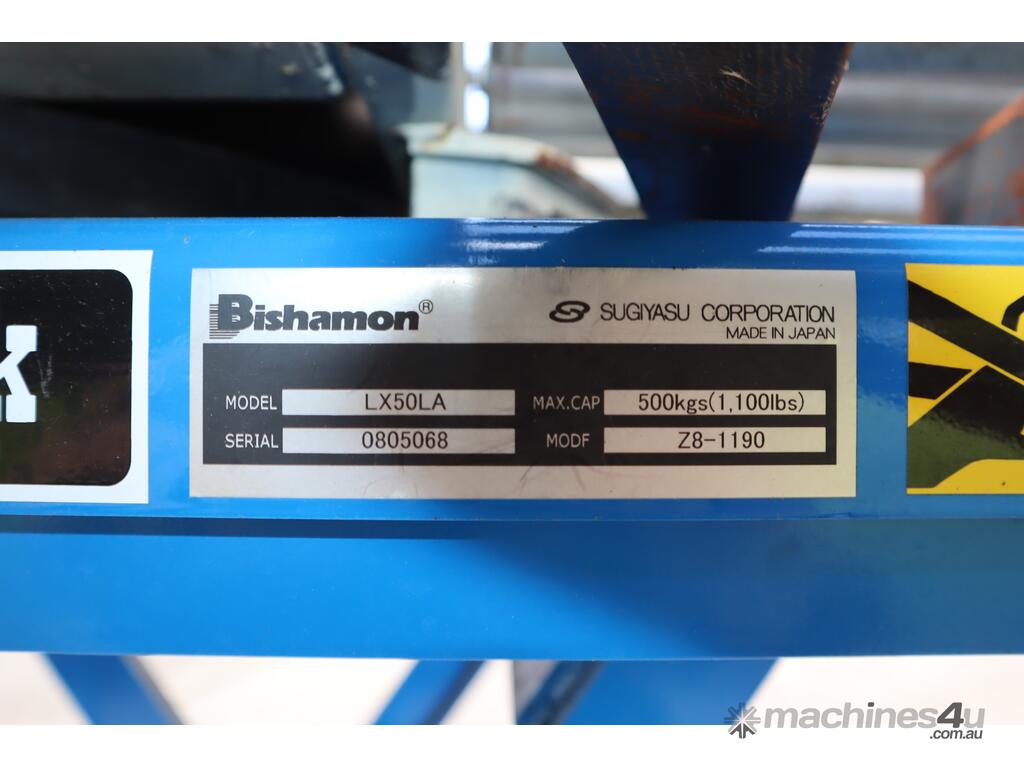 Bishamon®
SUGIYASU CORPORATION
MADE IN JAPAN
MODEL LX50LA MAX.CAP 500kgs(1,100lbs)
SERIAL 0805068 MODF Z8-1190
k
machines4u
.com.au